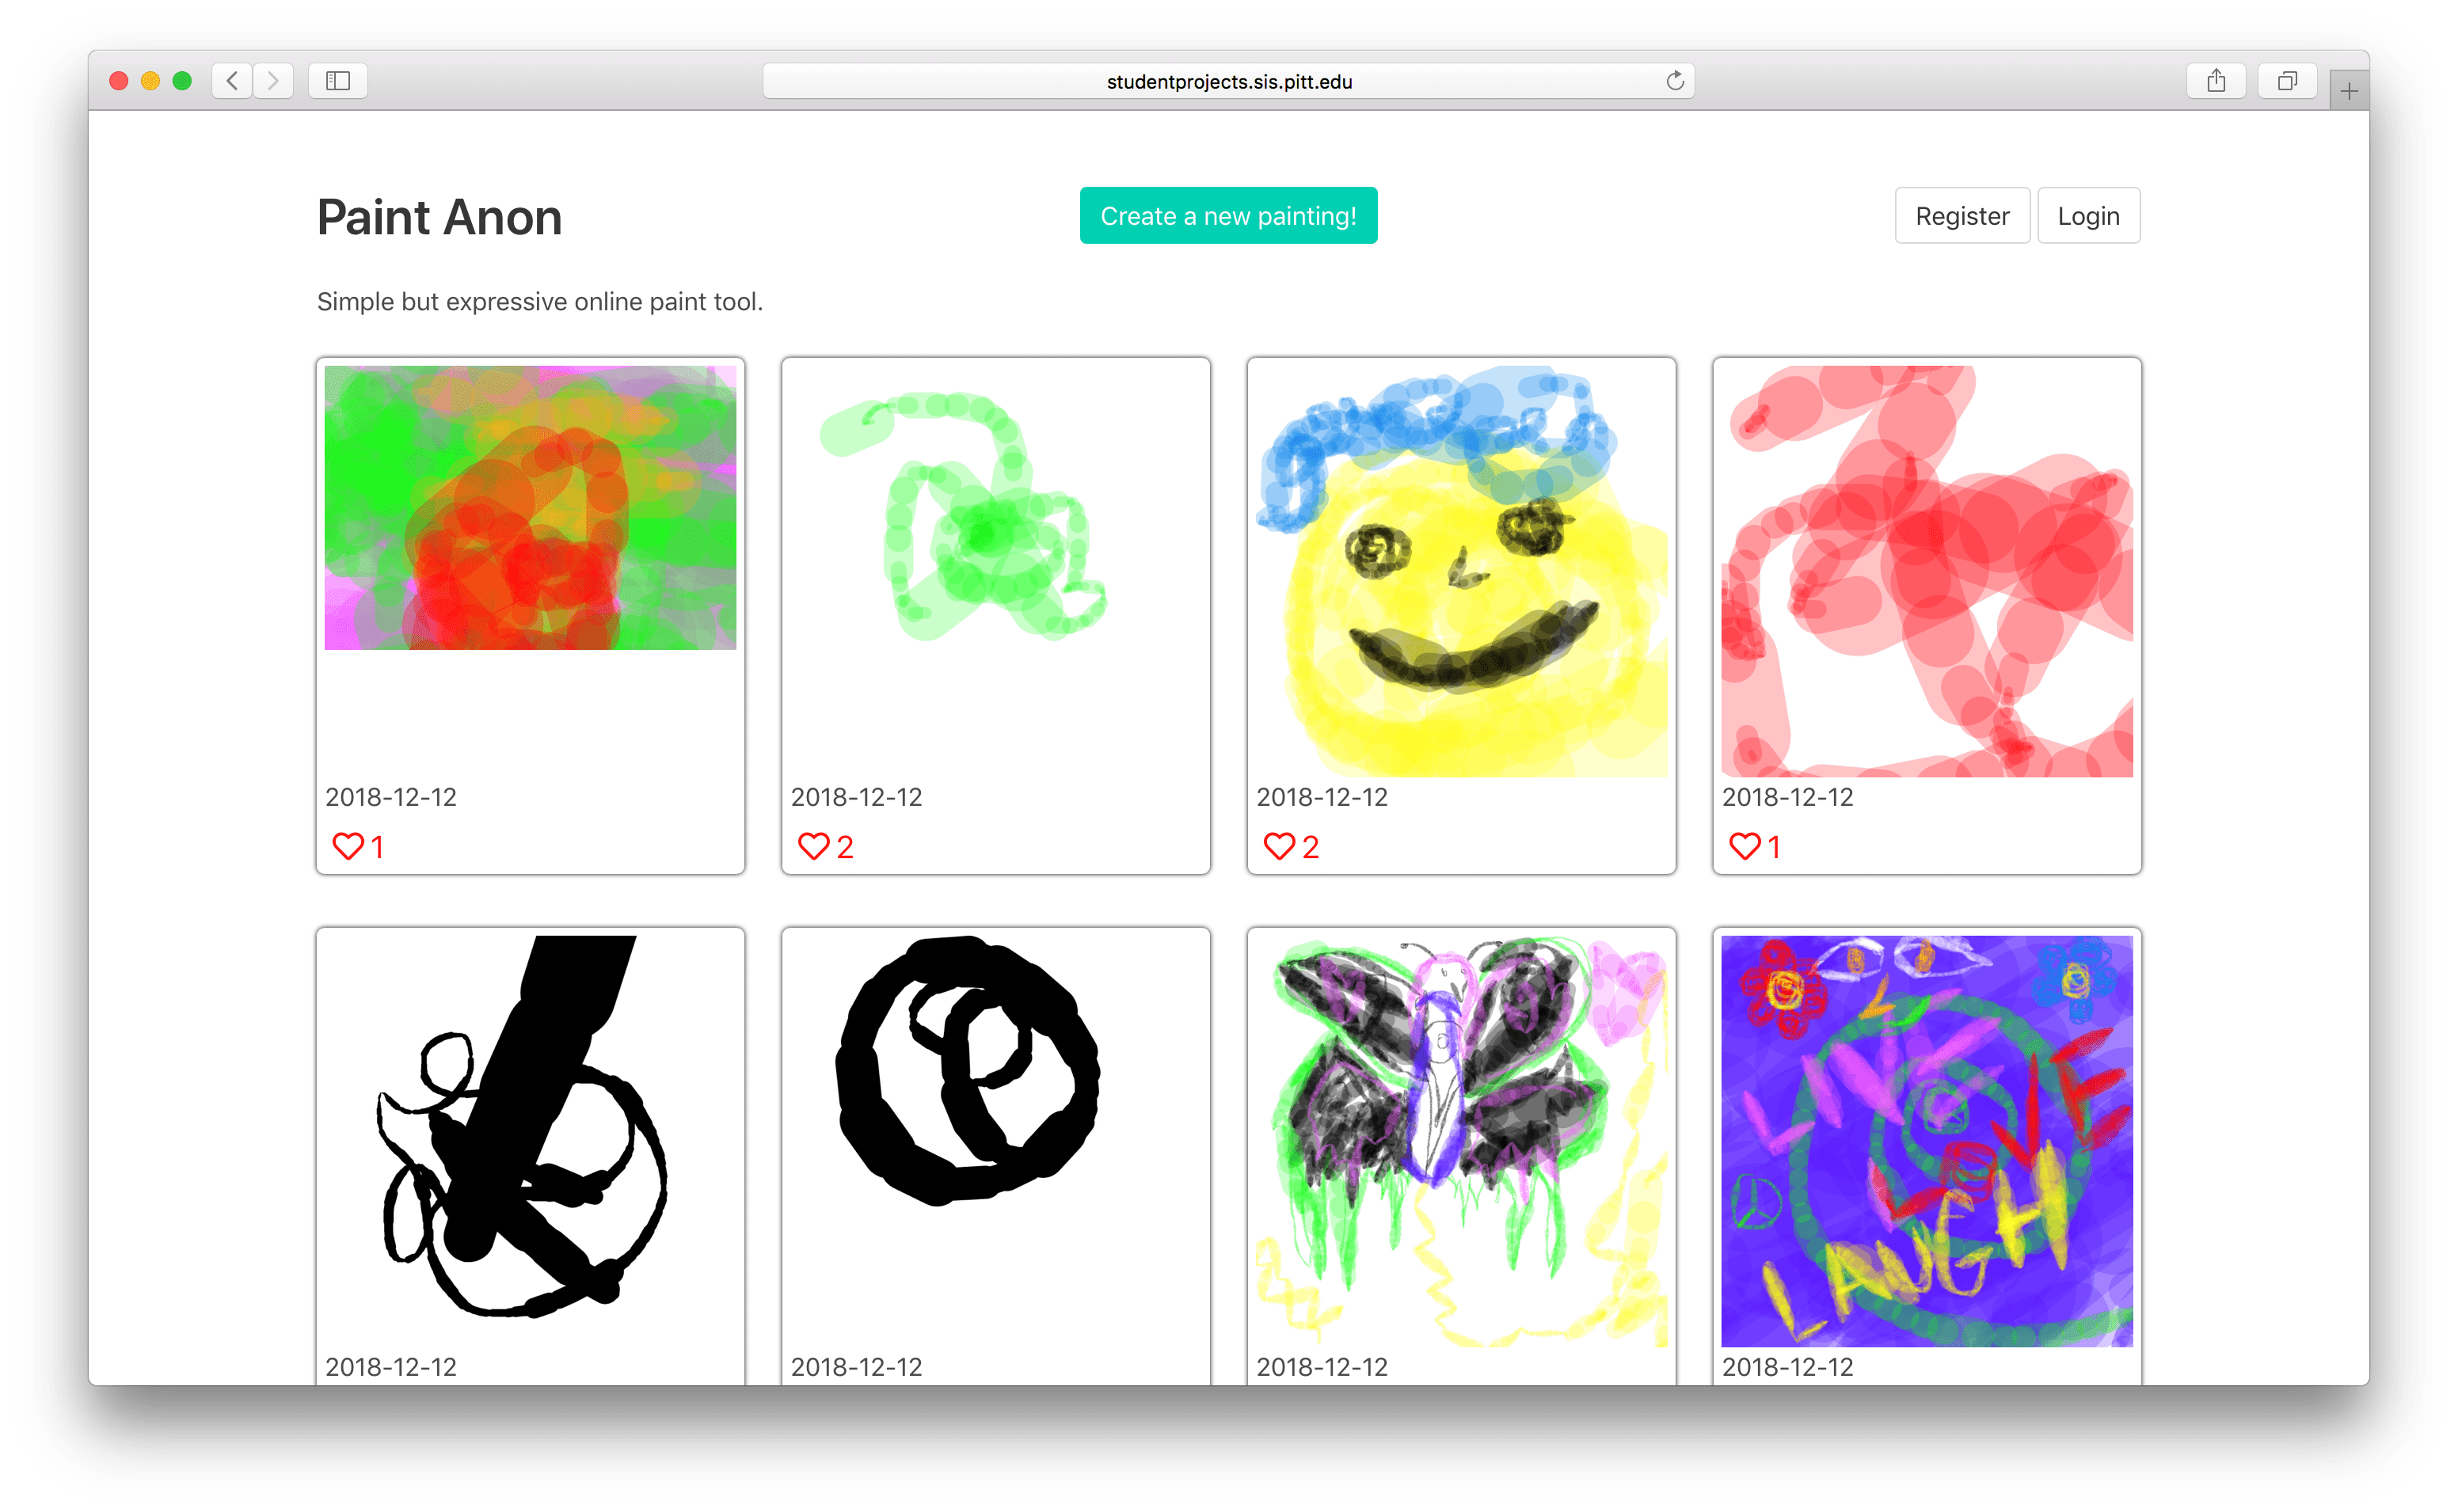 studentprojects.sis.pitt.edu
Paint Anon
Create a new painting!
Register
Login
Simple but expressive online paint tool.
2018-12-12
1
2018-12-12
2
2018-12-12
2
2018-12-12
1
LIVE
LOVE
LAUGH
2018-12-12
2018-12-12
2018-12-12
2018-12-12